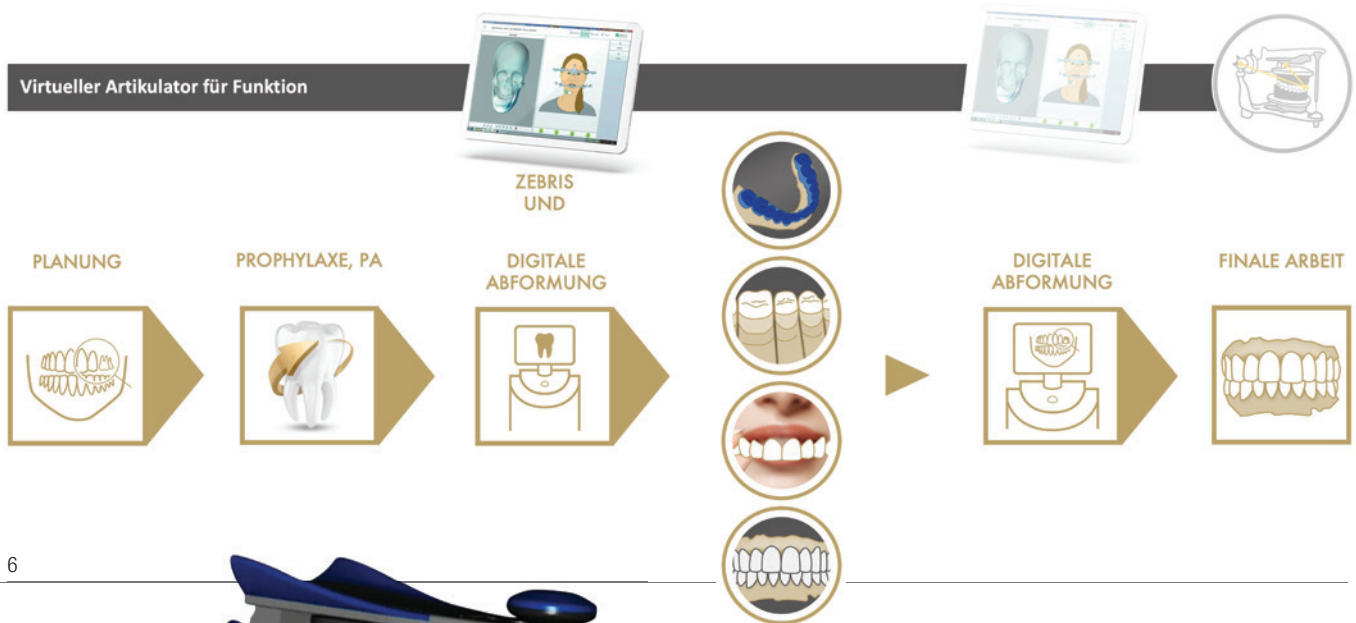 Virtueller Artikulator für Funktion
ZEBRIS
UND
PLANUNG
PROPHYLAXE, PA
DIGITALE
ABFORMUNG
DIGITALE
ABFORMUNG
FINALE ARBEIT
6